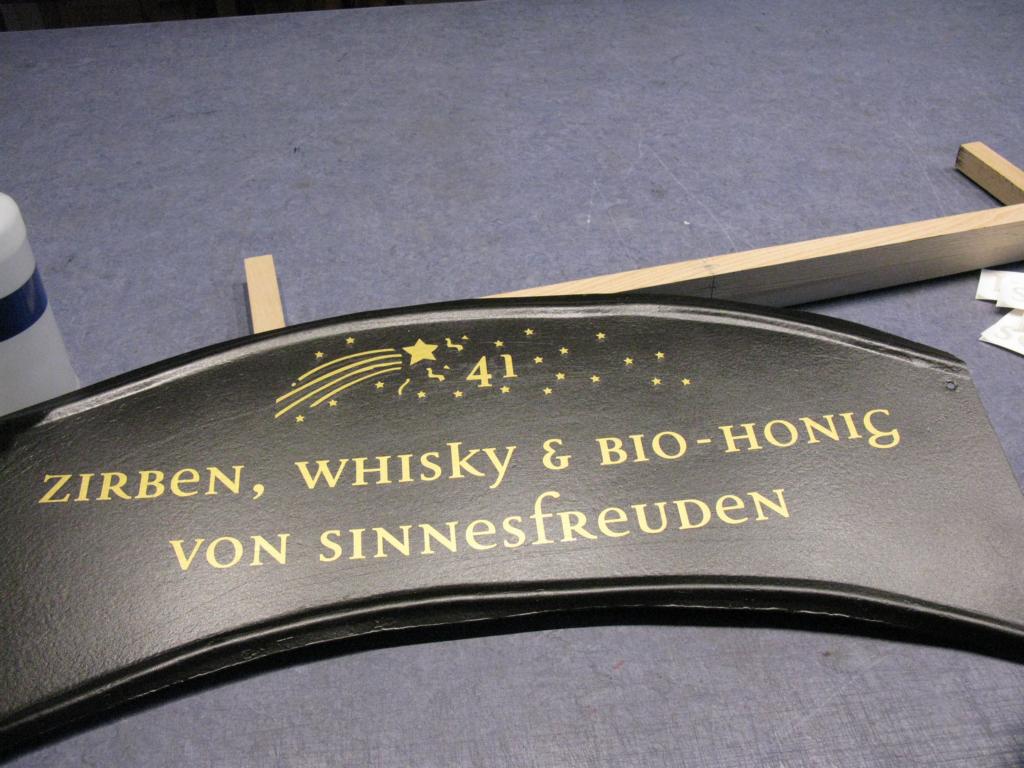 41
ZIRBEN, WHISKY & BIO-HONIG
VON SINNESFREUDEN